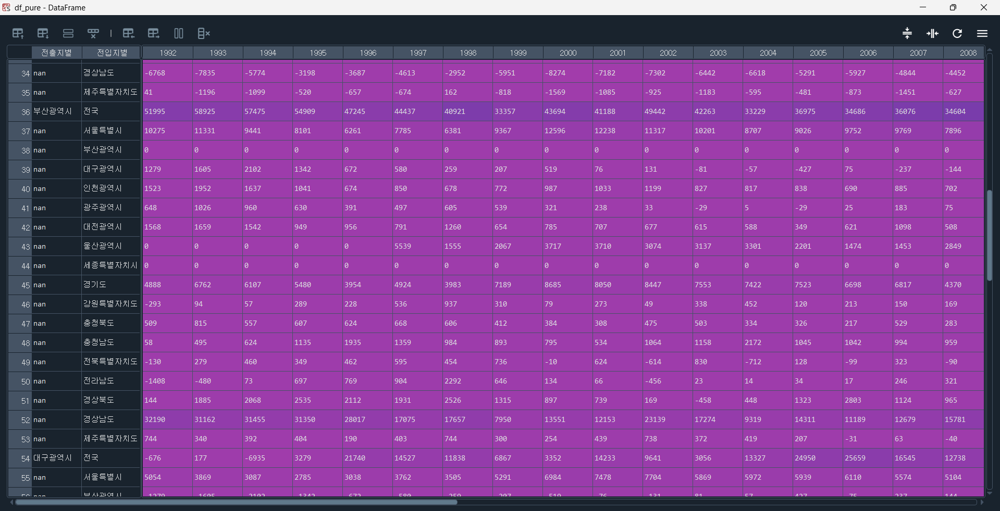 df_pure - DataFrame
전출지별 전입지별 1992 1993 1994 1995 1996 1997 1998 1999 2000 2001 2002 2003 2004 2005 2006 2007 2008
34 nan 경상남도 -6768 -7835 -5774 -3198 -3687 -4613 -2952 -5951 -8274 -7182 -7302 -6442 -6618 -5291 -5927 -4844 -4452
35 nan 제주특별자치도 41 -1196 -1099 -520 -657 -674 162 -818 -1569 -1085 -925 -1183 -595 -481 -873 -1451 -627
36 부산광역시 전국 51995 58925 57475 54909 47245 44437 40921 33357 43694 41188 49442 42263 33229 36975 34686 36076 34604
37 nan 서울특별시 10275 11331 9441 8101 6261 7785 6381 9367 12596 12238 11317 10201 8707 9026 9752 9769 7896
38 nan 부산광역시 0 0 0 0 0 0 0 0 0 0 0 0 0 0 0 0 0
39 nan 대구광역시 1279 1605 2102 1342 672 580 259 207 519 76 131 -81 -57 -427 75 -237 -144
40 nan 인천광역시 1523 1952 1637 1041 674 850 678 772 987 1033 1199 827 817 838 690 885 702
41 nan 광주광역시 648 1026 960 630 391 497 605 539 321 238 33 -29 5 -29 25 183 75
42 nan 대전광역시 1568 1659 1542 949 956 791 1260 654 785 707 677 615 588 349 621 1098 508
43 nan 울산광역시 0 0 0 0 0 5539 1555 2067 3717 3710 3074 3137 3301 2201 1474 1453 2849
44 nan 세종특별자치시 0 0 0 0 0 0 0 0 0 0 0 0 0 0 0 0 0
45 nan 경기도 4888 6762 6107 5480 3954 4924 3983 7189 8685 8050 8447 7553 7422 7523 6698 6817 4370
46 nan 강원특별자치도 -293 94 57 289 228 536 937 310 79 273 49 338 452 120 213 150 169
47 nan 충청북도 509 815 557 607 624 668 606 412 384 308 475 503 334 326 217 529 283
48 nan 충청남도 58 495 624 1135 1935 1359 984 893 795 534 1064 1158 2172 1045 1042 994 959
49 nan 전북특별자치도 -130 279 460 349 462 595 454 736 -10 624 -614 830 -712 128 -99 323 -90
50 nan 전라남도 -1408 -480 73 697 769 904 2292 646 134 66 -456 23 14 34 17 246 321
51 nan 경상북도 144 1885 2068 2535 2112 1931 2526 1315 897 739 169 -458 448 1323 2803 1124 965
52 nan 경상남도 32190 31162 31455 31350 28017 17075 17657 7950 13551 12153 23139 17274 9319 14311 11189 12679 15781
53 nan 제주특별자치도 744 340 392 404 190 403 744 300 254 439 738 372 419 207 -31 63 -40
54 대구광역시 전국 -676 177 -6935 3279 21740 14527 11838 6867 3352 14233 9641 3056 13327 24950 25659 16545 12738
55 nan 서울특별시 5054 3869 3087 2785 3038 3762 3505 5291 6984 7478 7704 5869 5972 5939 6110 5574 5104
56 nan 부산광역시 -1279 -1605 -2102 -1342 -672 -580 -259 -207 -519 -76 -131 81 57 427 -75 237 144